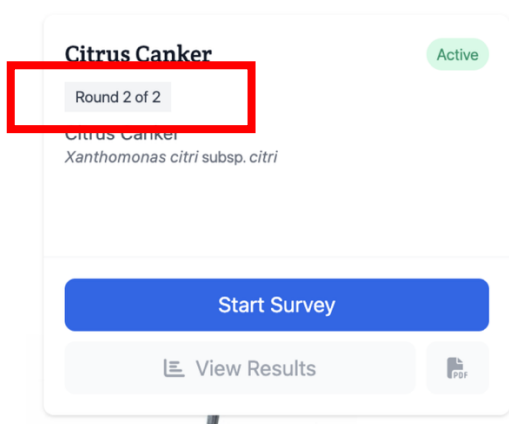 Citrus Canker
Active
Round 2 of 2
Citrus Canker
Xanthomonas citri subsp. citri
Start Survey
View Results
PDF